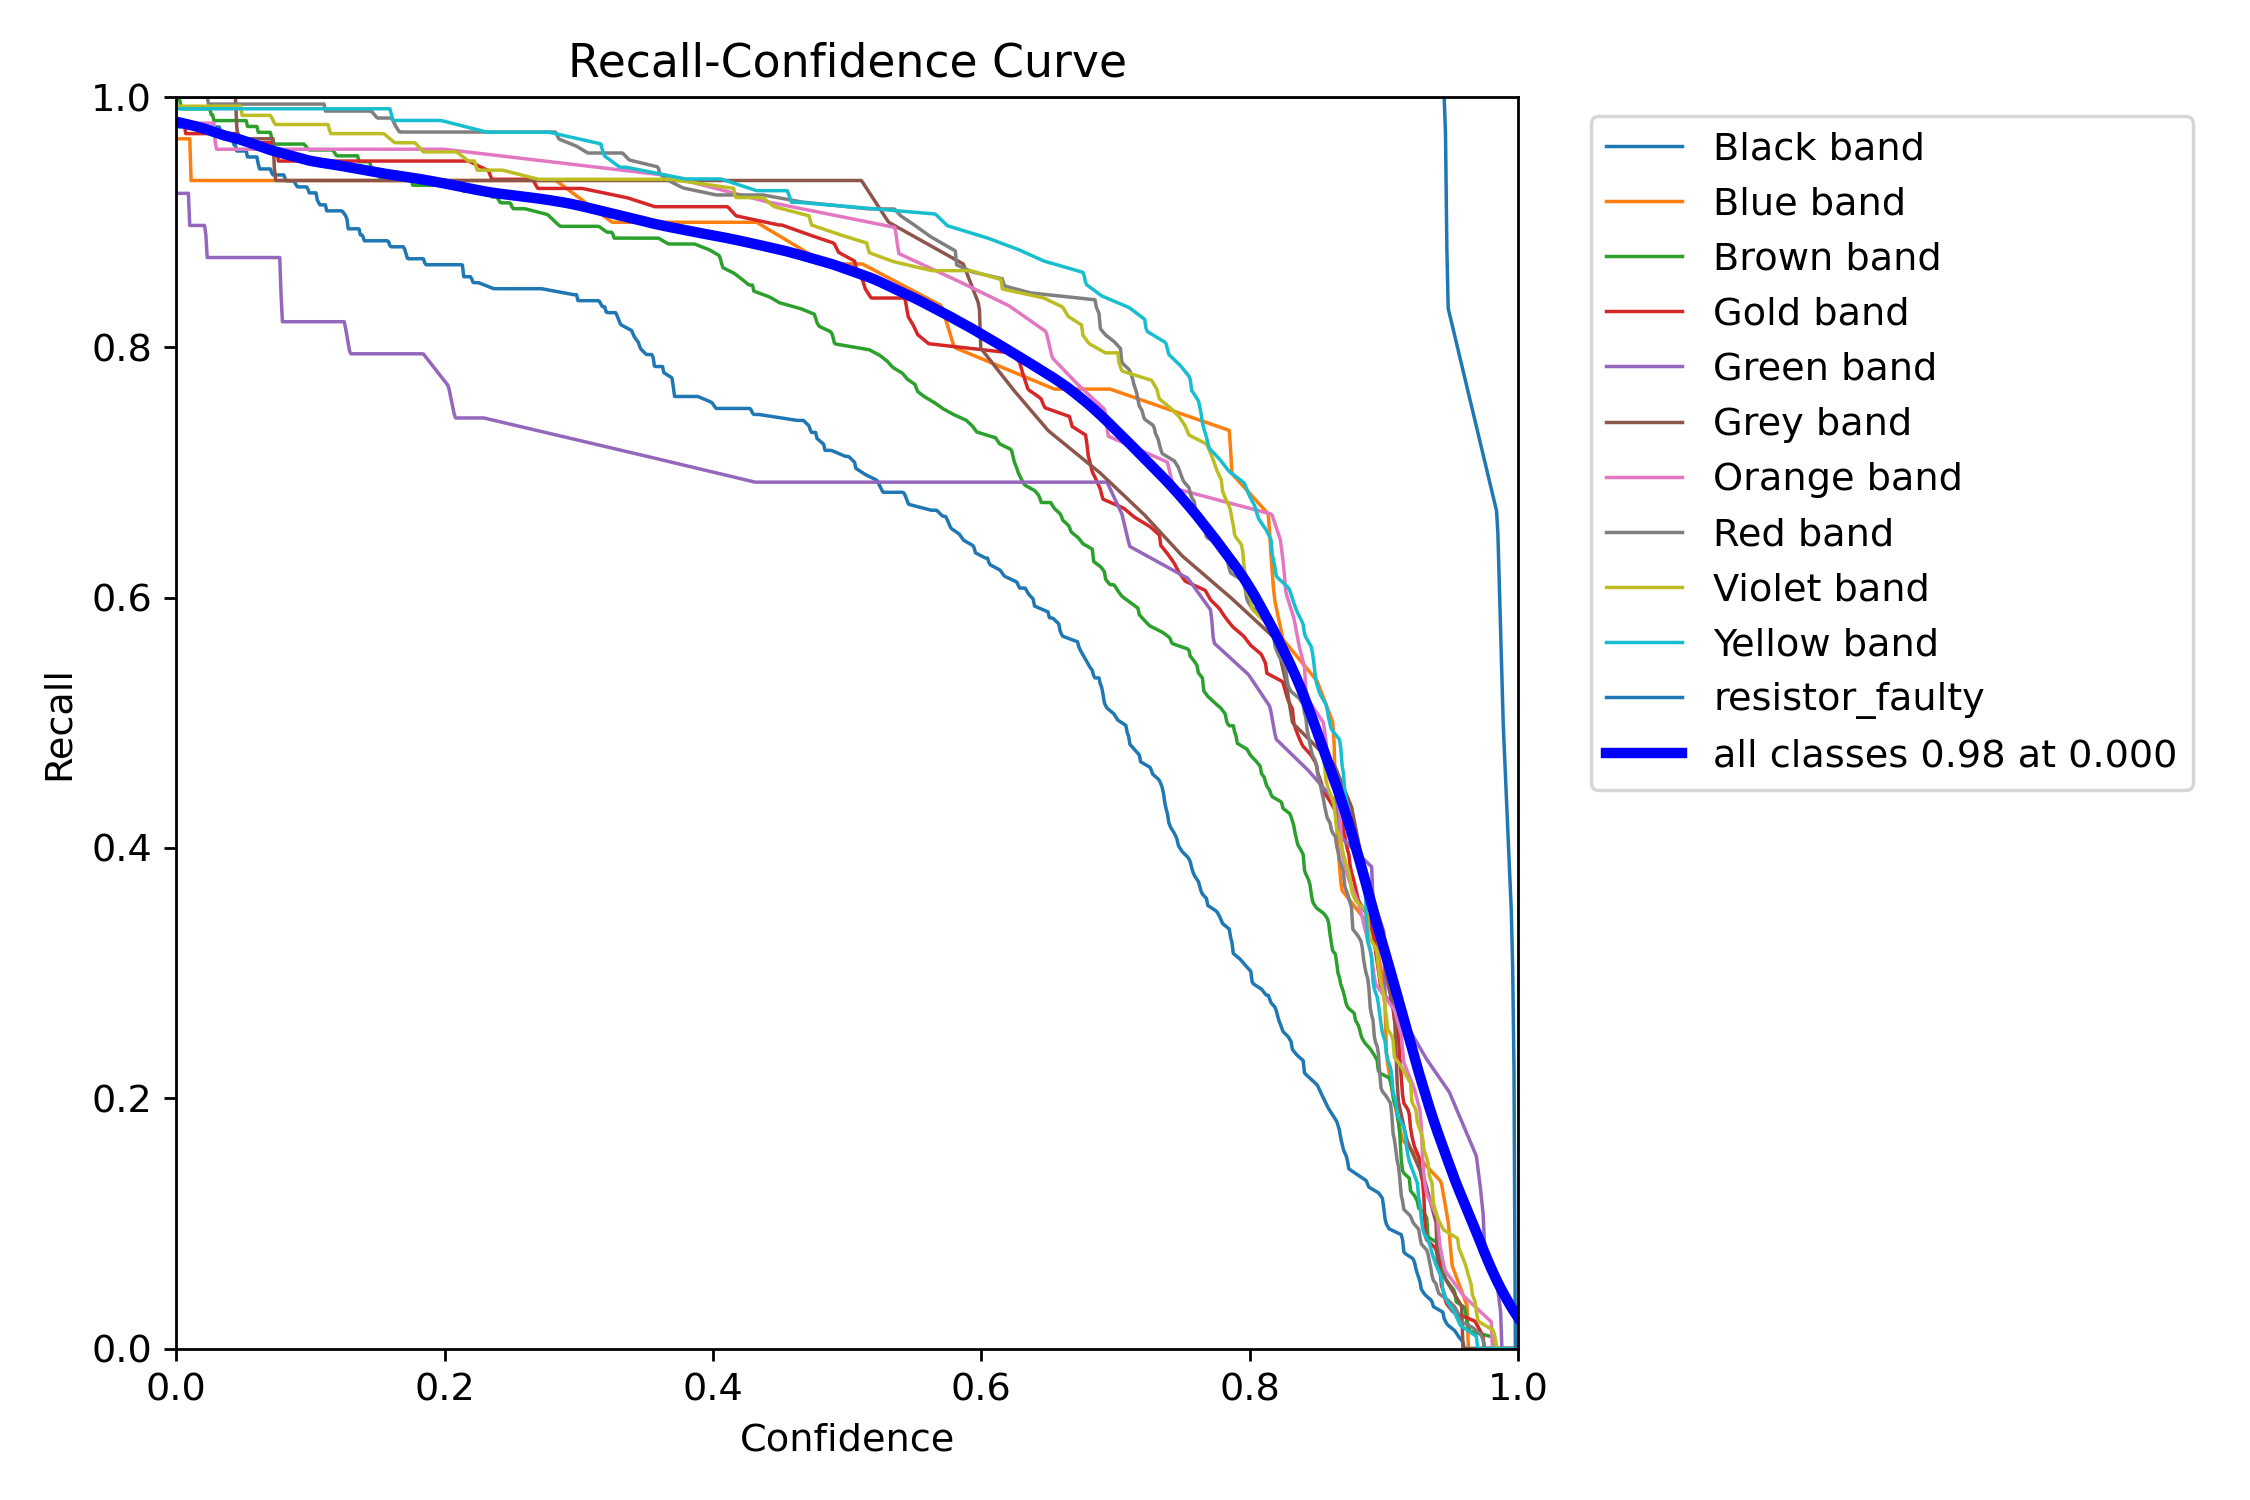 Recall-Confidence Curve
1.0
0.8
0.6
0.4
0.2
0.0
Recall
0.0 0.2 0.4 0.6 0.8 1.0
Confidence
Black band
Blue band
Brown band
Gold band
Green band
Grey band
Orange band
Red band
Violet band
Yellow band
resistor_faulty
all classes 0.98 at 0.000